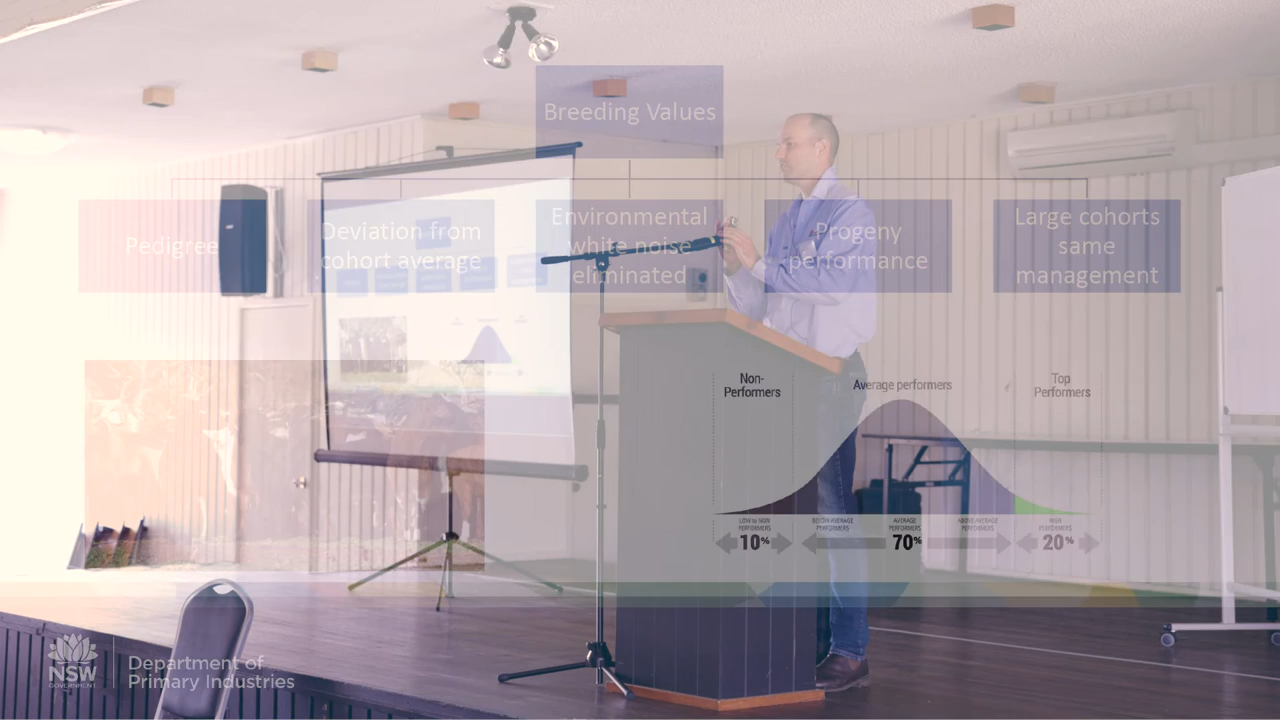 Breeding Values
Pedigree
Deviation from
cohort average
Environmental
white noise
eliminated
Progeny
performance
Large cohorts
same
management
Non-
Performers
Average performers
Top
Performers
LOW to NON
PERFORMERS
BELOW AVERAGE
PERFORMERS
AVERAGE
PERFORMERS
ABOVE AVERAGE
PERFORMERS
HIGH
PERFORMERS
10%
70%
20%
NSW
GOVERNMENT
Department of
Primary Industries